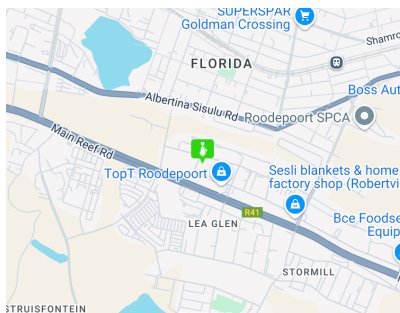 SUPERSPAR
Goldman Crossing
Shamro
FLORIDA
Boss Aut
Albertina Sisulu Rd
Roodepoort SPCA
Main Reef Rd
TopT Roodepoort
Sesli blankets & home
factory shop (Robertvi
R41
LEA GLEN
Bce Foodse
Equip
STORMILL
STRUISFONTEIN